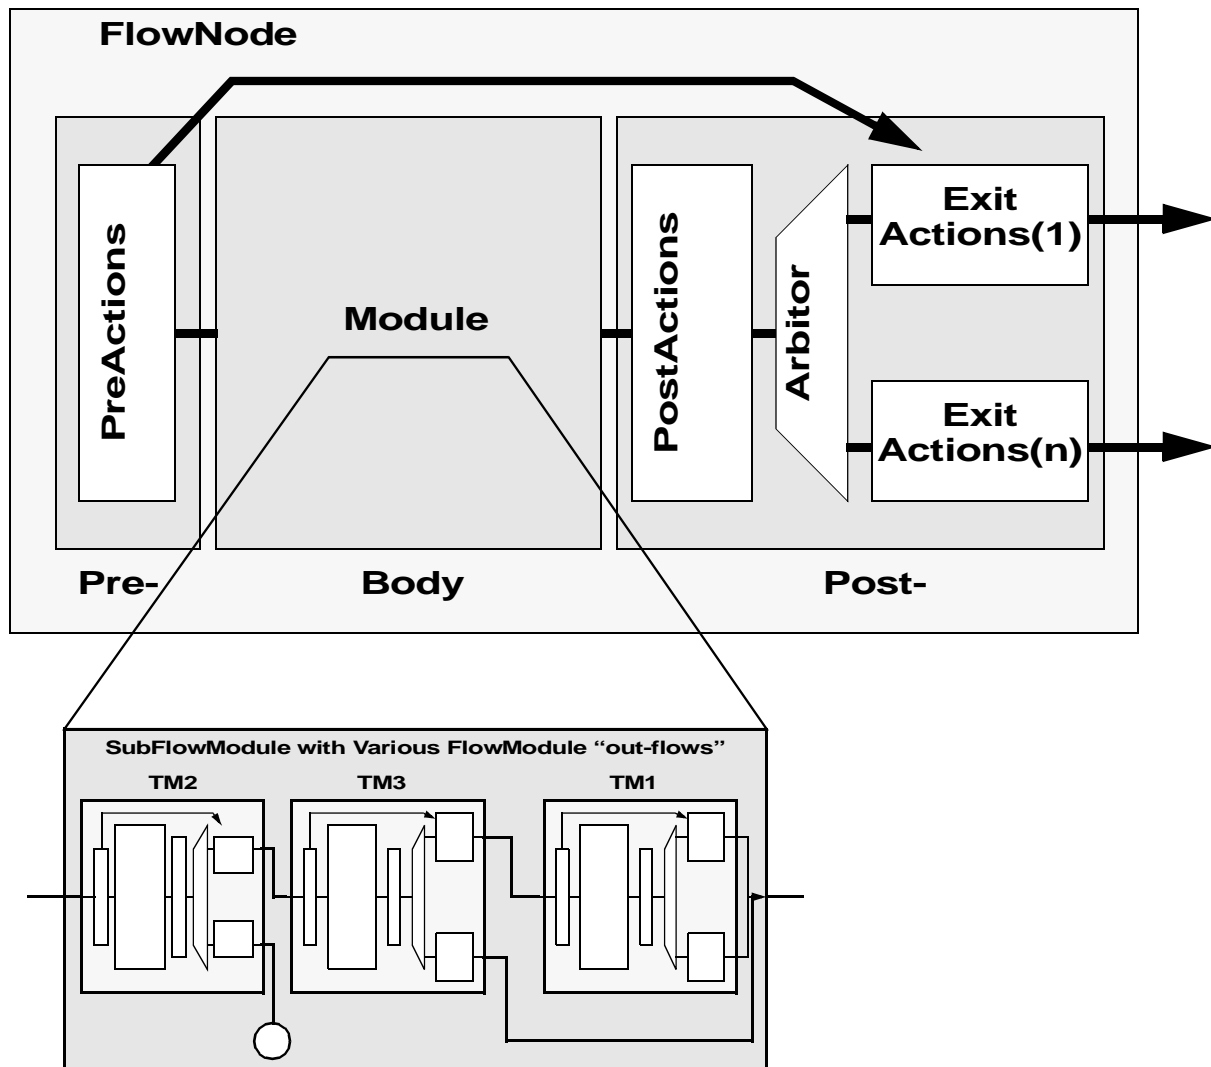 FlowNode
PreActions
Module
PostActions
Arbitor
Exit
Actions(1)
Exit
Actions(n)
Pre-
Body
Post-
SubFlowModule with Various FlowModule “out-flows”
TM2
TM3
TM1